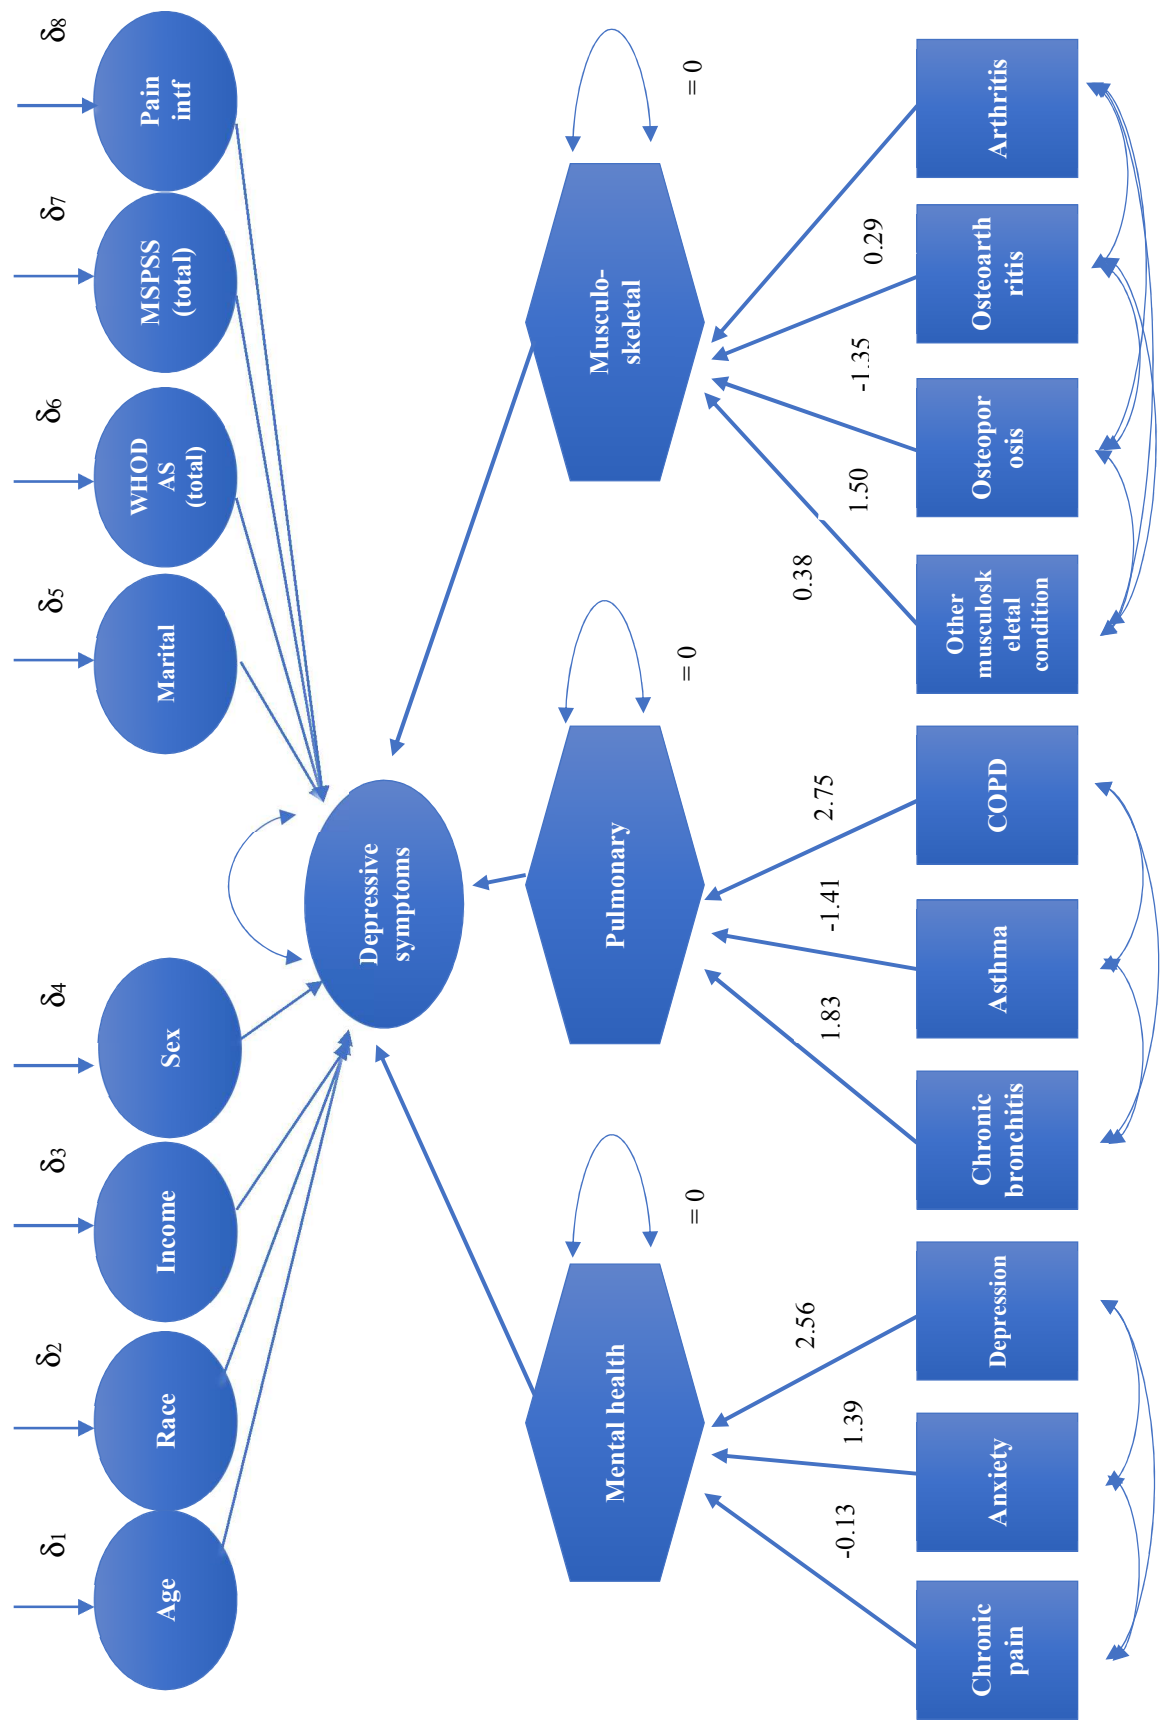 δ1
δ2
δ3
δ4
δ5
δ6
δ7
δ8
Age
Race
Income
Sex
Marital
WHOD
AS
(total)
MSPSS
(total)
Pain
intf
Depressive
symptoms
Mental health
= 0
Pulmonary
= 0
Musculo-
skeletal
= 0
-0.13
1.39
2.56
1.83
-1.41
2.75
0.38
1.50
-1.35
0.29
Chronic
pain
Anxiety
Depression
Chronic
bronchitis
Asthma
COPD
Other
musculosk
eletal
condition
Osteopor
osis
Osteoarth
ritis
Arthritis